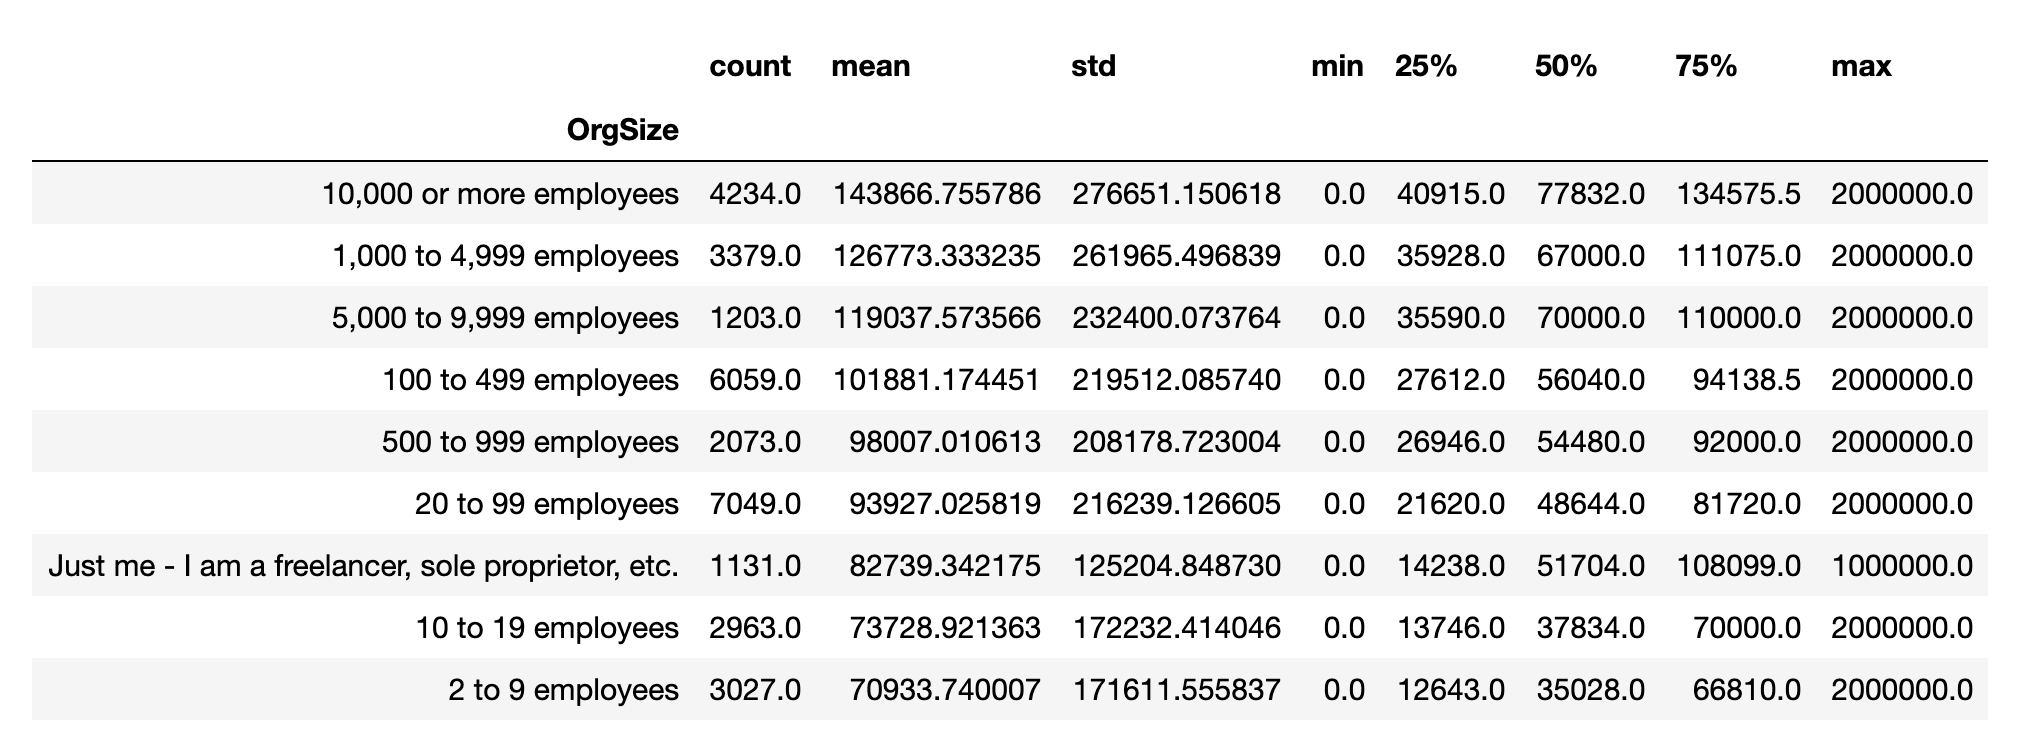 count mean std min 25% 50% 75% max
OrgSize
10,000 or more employees 4234.0 143866.755786 276651.150618 0.0 40915.0 77832.0 134575.5 2000000.0
1,000 to 4,999 employees 3379.0 126773.333235 261965.496839 0.0 35928.0 67000.0 111075.0 2000000.0
5,000 to 9,999 employees 1203.0 119037.573566 232400.073764 0.0 35590.0 70000.0 110000.0 2000000.0
100 to 499 employees 6059.0 101881.174451 219512.085740 0.0 27612.0 56040.0 94138.5 2000000.0
500 to 999 employees 2073.0 98007.010613 208178.723004 0.0 26946.0 54480.0 92000.0 2000000.0
20 to 99 employees 7049.0 93927.025819 216239.126605 0.0 21620.0 48644.0 81720.0 2000000.0
Just me - I am a freelancer, sole proprietor, etc. 1131.0 82739.342175 125204.848730 0.0 14238.0 51704.0 108099.0 1000000.0
10 to 19 employees 2963.0 73728.921363 172232.414046 0.0 13746.0 37834.0 70000.0 2000000.0
2 to 9 employees 3027.0 70933.740007 171611.555837 0.0 12643.0 35028.0 66810.0 2000000.0